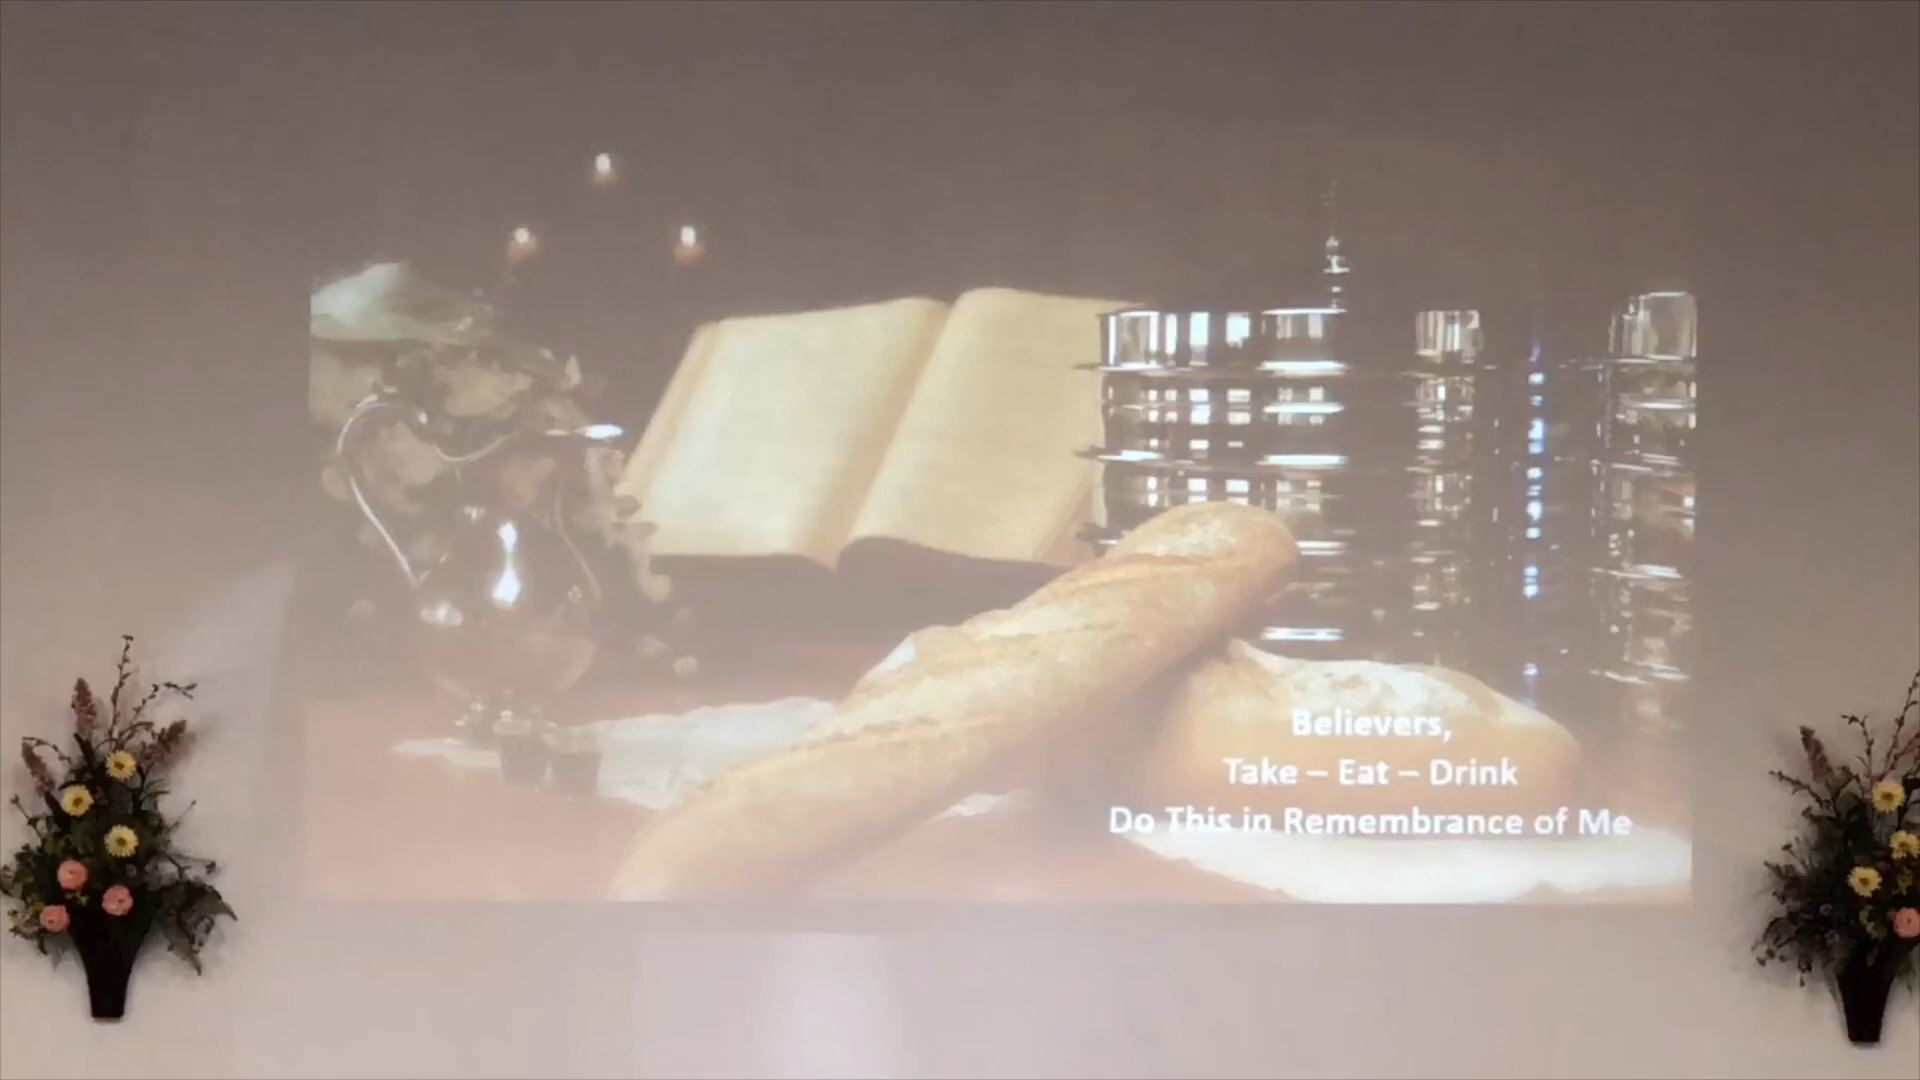 Believers,
Take – Eat – Drink
Do This in Remembrance of Me